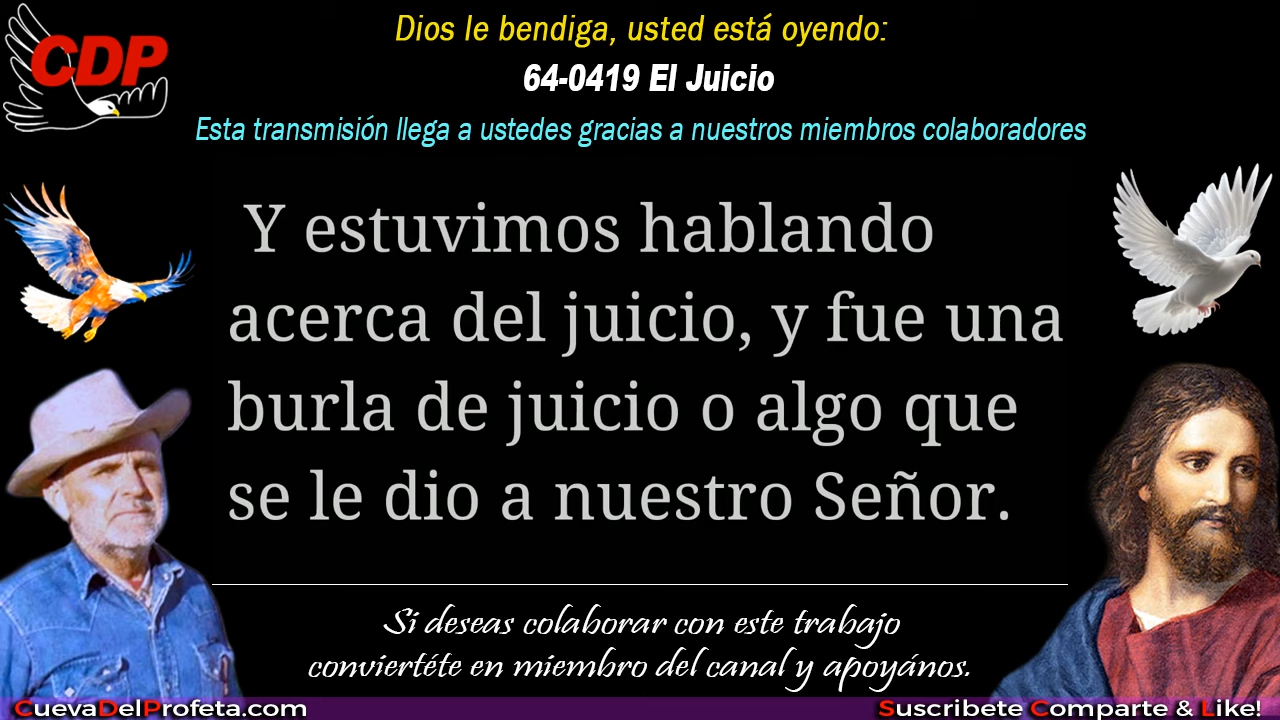 CDP
Dios le bendiga, usted está oyendo:
64-0419 El Juicio
Esta transmisión llega a ustedes gracias a nuestros miembros colaboradores
Y estuvimos hablando
acerca del juicio, y fue una
burla de juicio o algo que
se le dio a nuestro Señor.
Si deseas colaborar con este trabajo
conviertéte en miembro del canal y apoyános.
CuevaDelProfeta.com
Suscribete Comparte & Like!